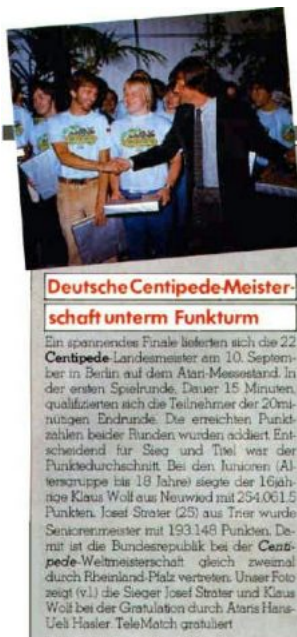 Deutsche Centipede-Meister-
schaft unterm Funkturm
Ein spannendes Finale lieferten sich die 22
Centipede-Landesmeister am 10. Septem-
ber in Berlin auf dem Atari-Messestand. In
der ersten Spielrunde, Dauer 15 Minuten,
qualifizierten sich die Teilnehmer der 20mi-
nütigen Endrunde. Die erreichten Punkt-
zahlen beider Runden wurden addiert. Ent-
scheidend für Sieg und Titel war der
Punktedurchschnitt. Bei den Junioren (Al-
tersgruppe bis 18 Jahre) siegte der 16jäh-
rige Klaus Wolf aus Neuwied mit 254.061.5
Punkten. Josef Strater (25) aus Trier wurde
Seniorenmeister mit 193.148 Punkten. Da-
mit ist die Bundesrepublik bei der Centi-
pede-Weltmeisterschaft gleich zweimal
durch Rheinland-Pfalz vertreten. Unser Foto
zeigt (v.l.) die Sieger Josef Strater und Klaus
Wolf bei der Gratulation durch Ataris Hans-
Ueli Hasler. TeleMatch gratuliert